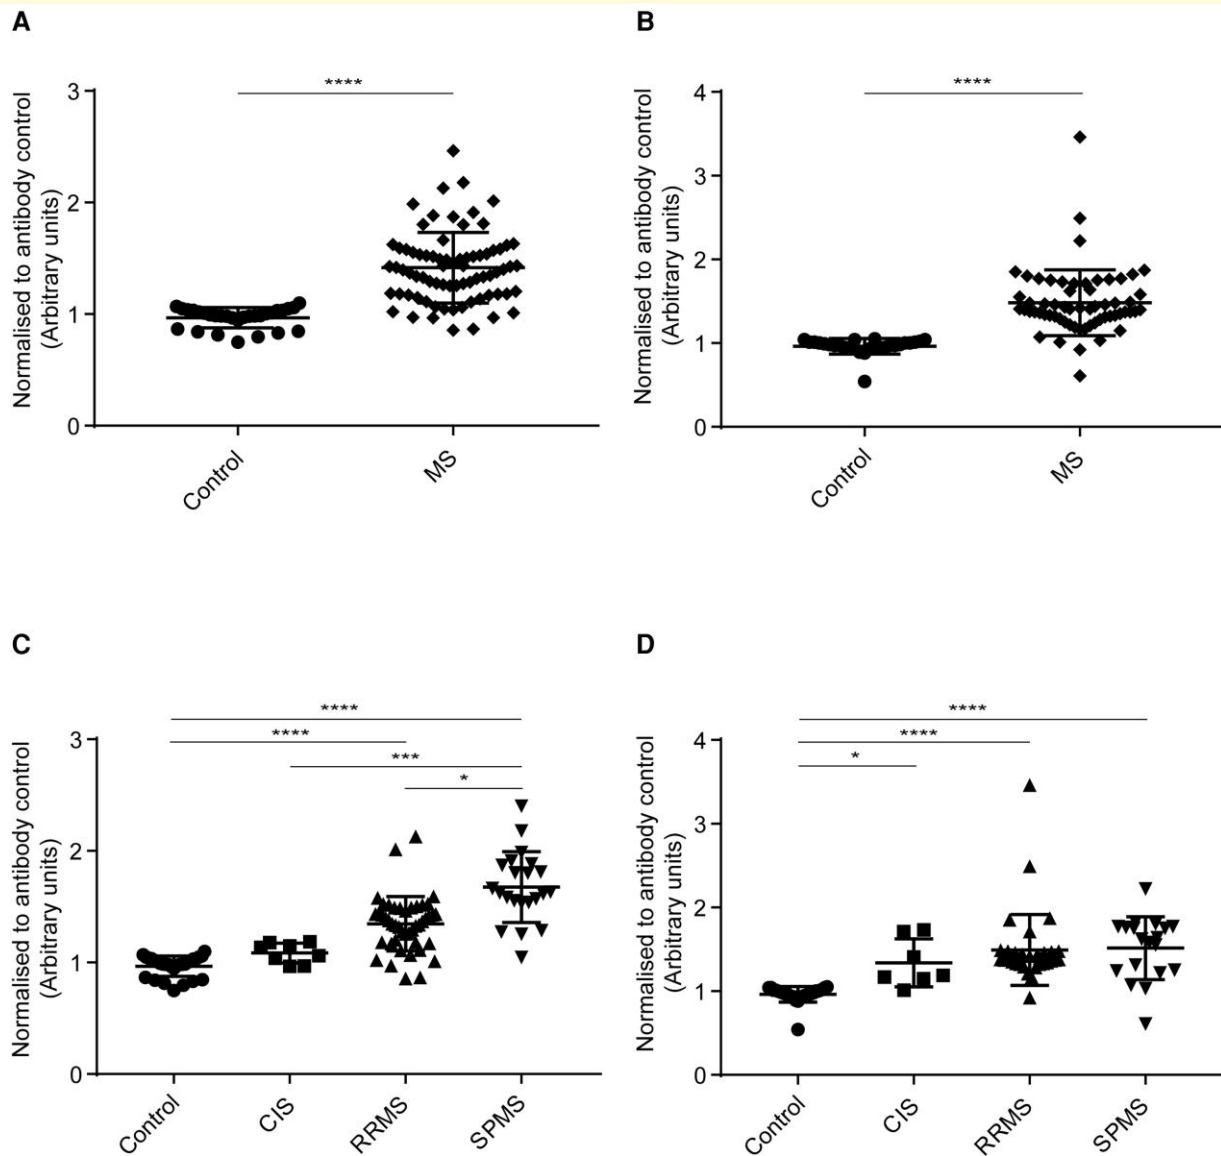 A
Normalised to antibody control
(Arbitrary units)
3
2
1
0
****
Control
MS
B
Normalised to antibody control
(Arbitrary units)
4
3
2
1
0
****
Control
MS
C
Normalised to antibody control
(Arbitrary units)
3
2
1
0
****
****
***
*
Control
CIS
RRMS
SPMS
D
Normalised to antibody control
(Arbitrary units)
4
3
2
1
0
****
****
*
Control
CIS
RRMS
SPMS